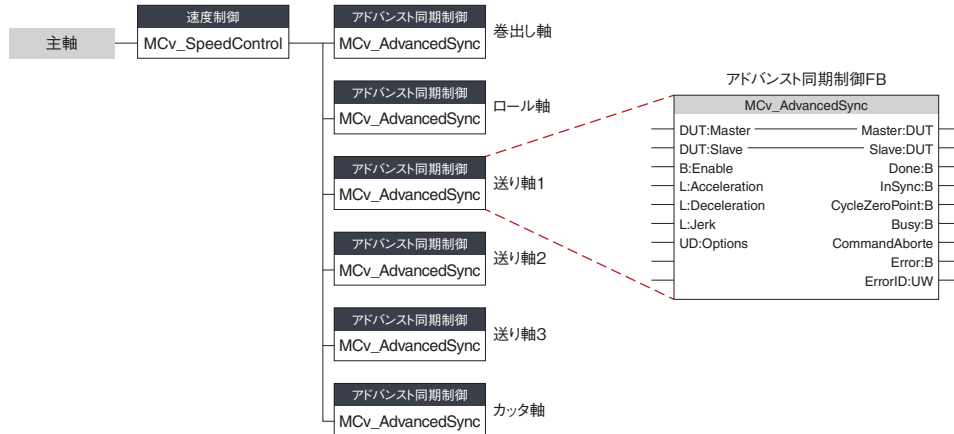 主軸
速度制御
MCv_SpeedControl
アドバンスト同期制御
MCv_AdvancedSync
巻出し軸
アドバンスト同期制御
MCv_AdvancedSync
ロール軸
アドバンスト同期制御
MCv_AdvancedSync
送り軸1
アドバンスト同期制御
MCv_AdvancedSync
送り軸2
アドバンスト同期制御
MCv_AdvancedSync
送り軸3
アドバンスト同期制御
MCv_AdvancedSync
カッタ軸
アドバンスト同期制御FB
MCv_AdvancedSync
DUT:Master Master:DUT
DUT:Slave Slave:DUT
B:Enable Done:B
L:Acceleration InSync:B
L:Deceleration CycleZeroPoint:B
L:Jerk Busy:B
UD:Options CommandAborte
Error:B
ErrorID:UW